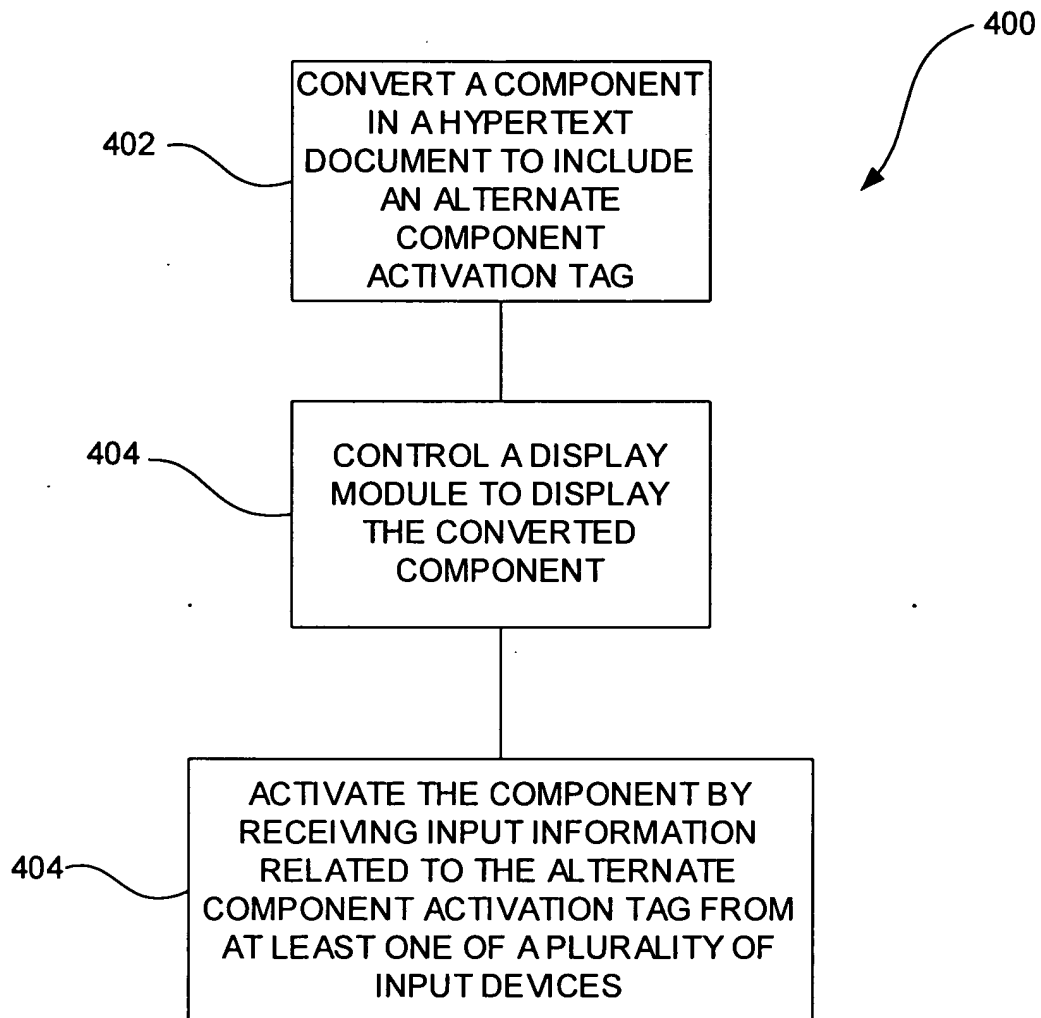 400
CONVERT A COMPONENT
IN A HYPERTEXT
DOCUMENT TO INCLUDE
AN ALTERNATE
COMPONENT
ACTIVATION TAG
402
CONTROL A DISPLAY
MODULE TO DISPLAY
THE CONVERTED
COMPONENT
404
ACTIVATE THE COMPONENT BY
RECEIVING INPUT INFORMATION
RELATED TO THE ALTERNATE
COMPONENT ACTIVATION TAG FROM
AT LEAST ONE OF A PLURALITY OF
INPUT DEVICES
404